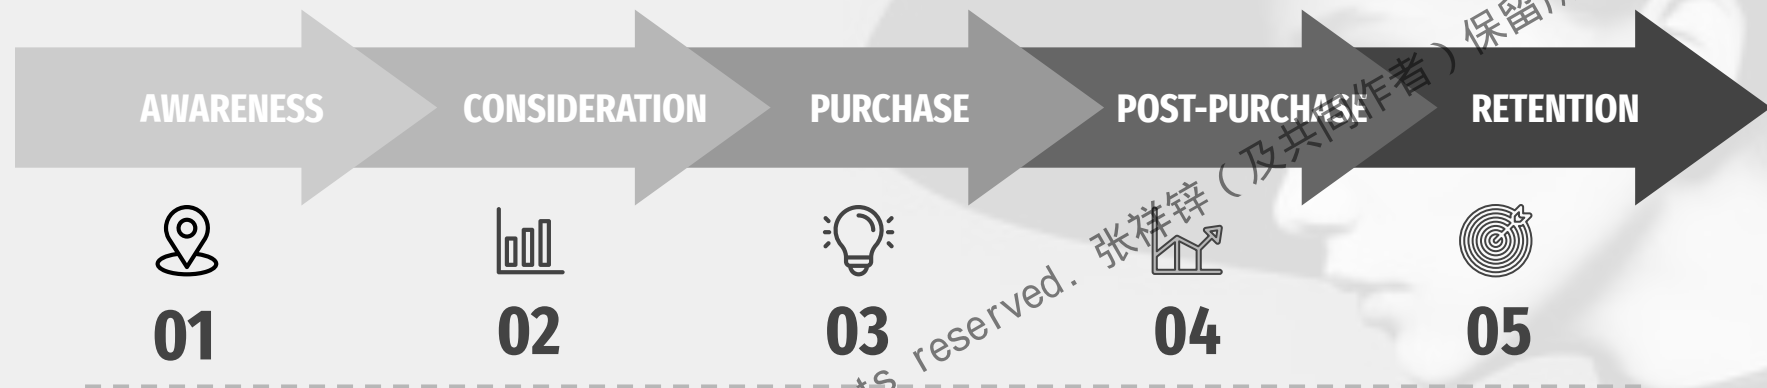 AWARENESS
CONSIDERATION
PURCHASE
POST-PURCHASE
RETENTION
01
02
03
04
05
reserved. 张祥锌（及共同作者）保留